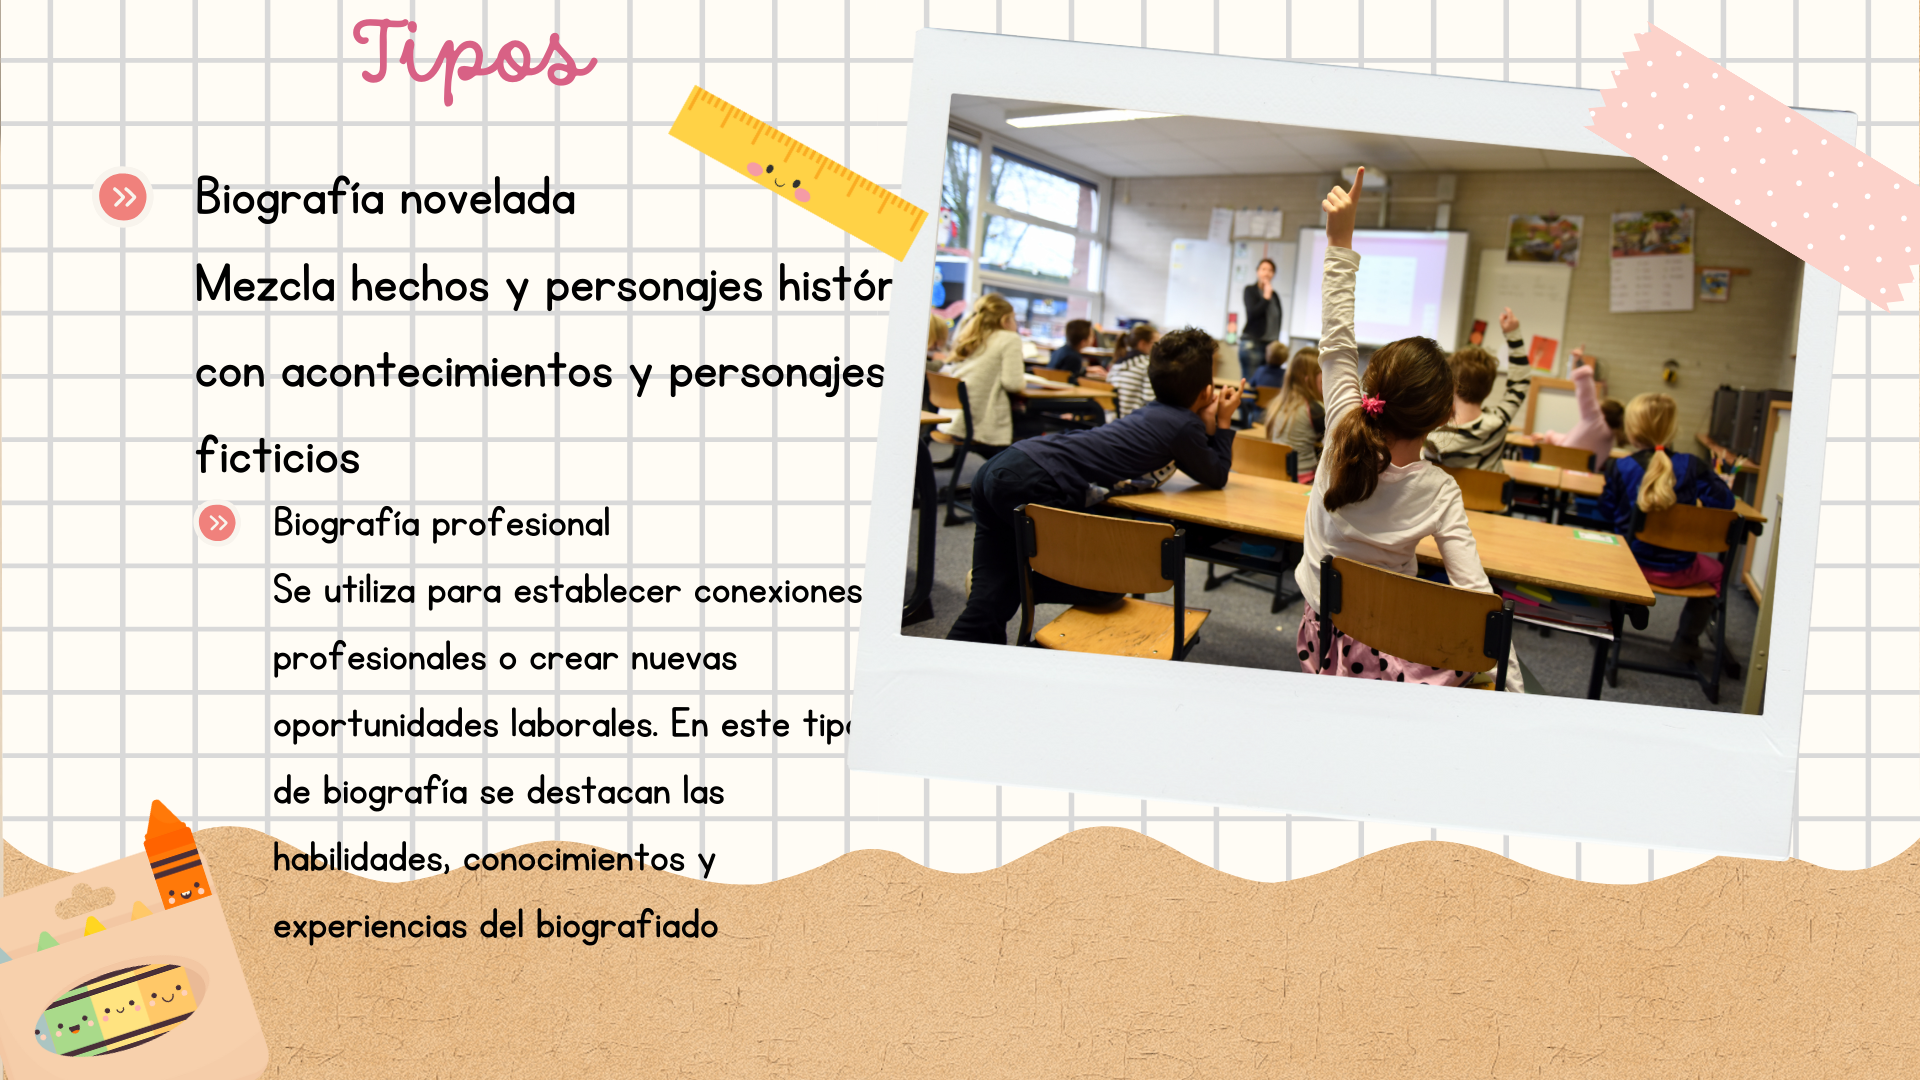 Tipos
Biografía novelada
Mezcla hechos y personajes histór
con acontecimientos y personajes
ficticios
Biografía profesional
Se utiliza para establecer conexiones
profesionales o crear nuevas
oportunidades laborales. En este tipo
de biografía se destacan las
habilidades, conocimientos y
experiencias del biografiado